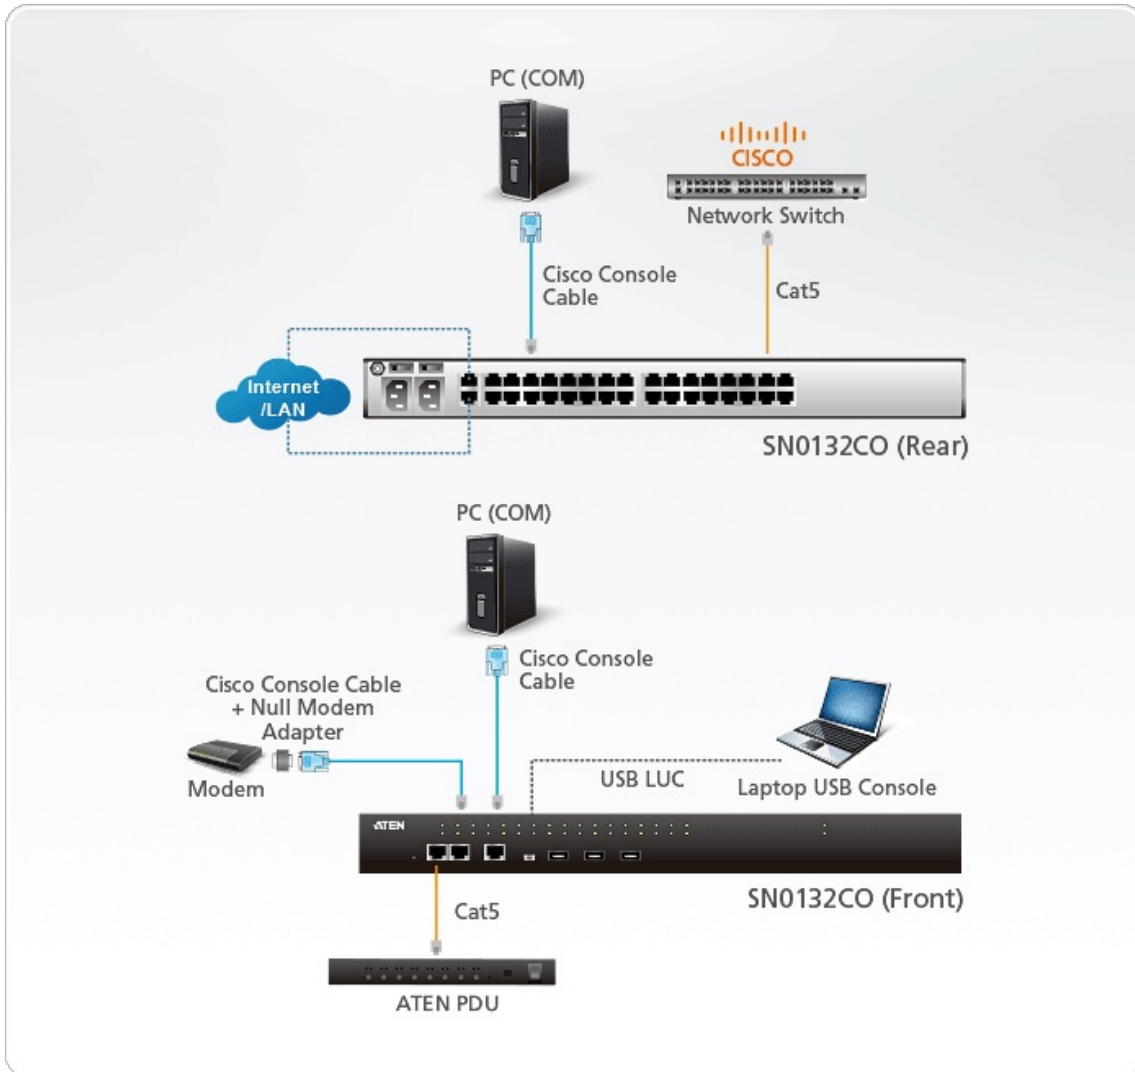 PC (COM)
CISCO
Network Switch
Cisco Console
Cable
Cat5
Internet
/LAN
SN0132CO (Rear)
PC (COM)
Cisco Console
Cable
Cisco Console Cable
+ Null Modem
Adapter
Modem
USB LUC
Laptop USB Console
ATEN
SN0132CO (Front)
Cat5
ATEN PDU